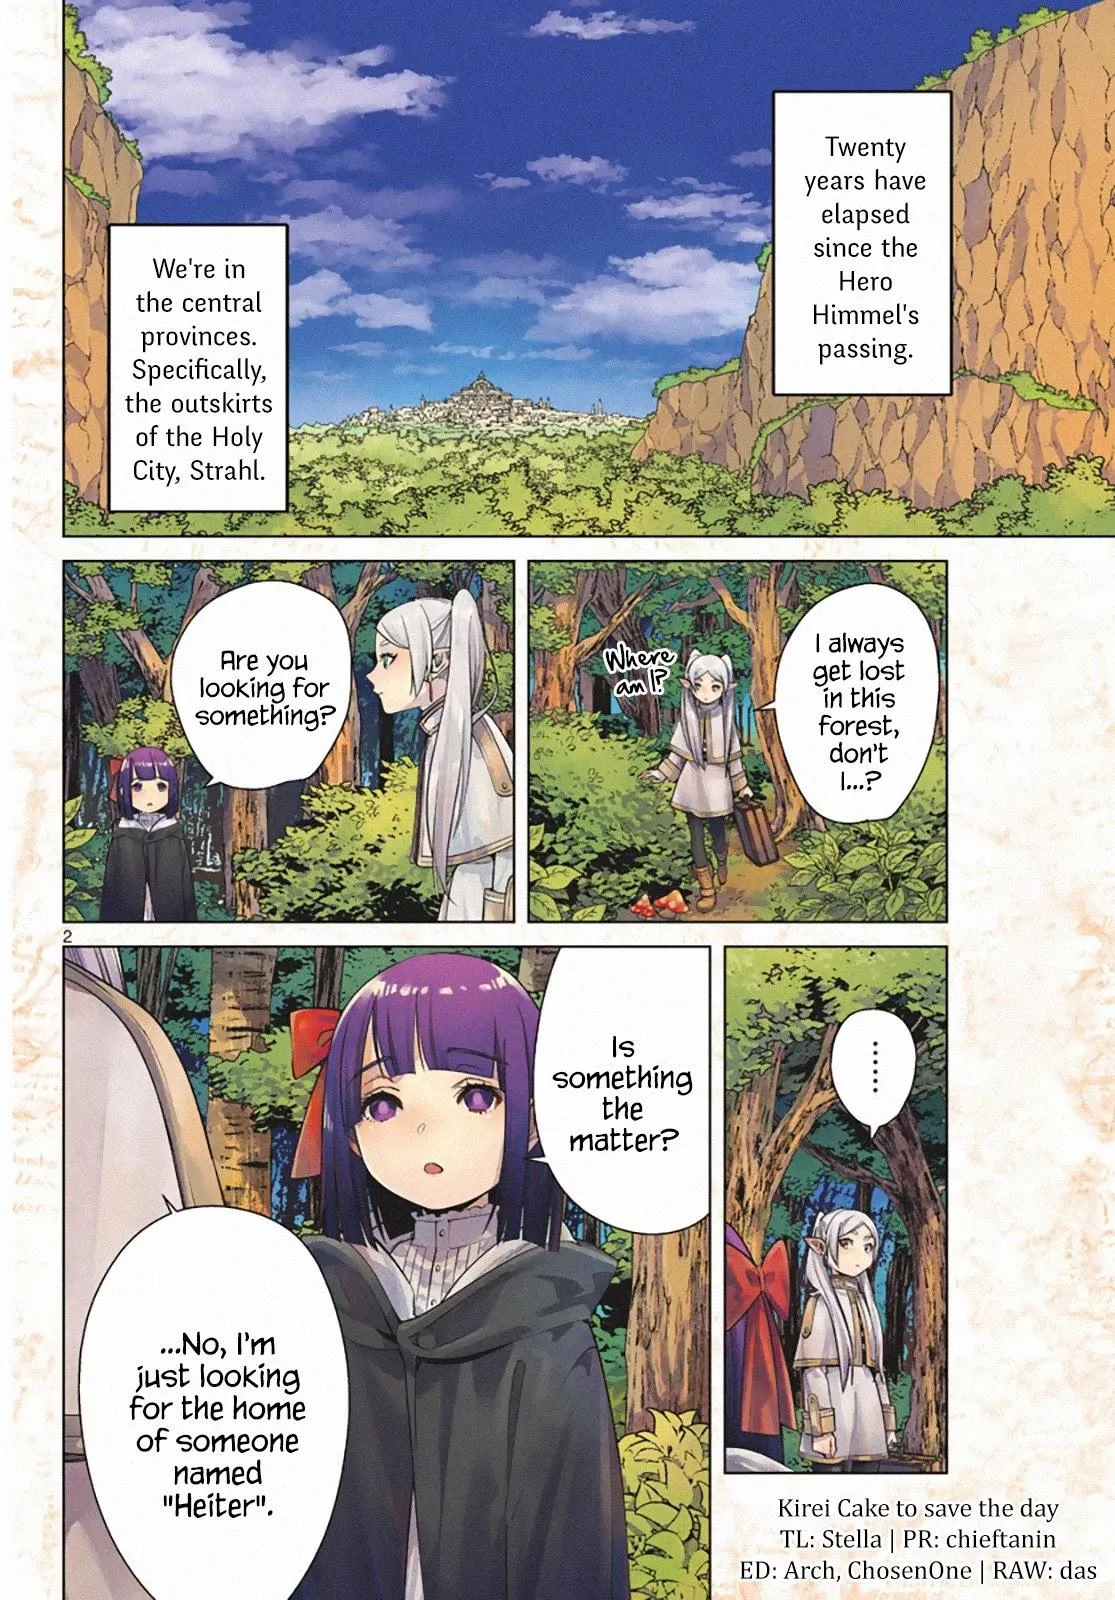 Twenty
years have
elapsed
since the
Hero
Himmel's
passing.
We're in
the central
provinces.
Specifically,
the outskirts
of the Holy
City, Strahl.
I always
get lost
in this
forest,
don't
I...?
Where
am I?
Are you
looking for
something?
2
.......
Is
something
the
matter?
...No, I'm
just looking
for the home
of someone
named
"Heiter".
Kirei Cake to save the day
TL: Stella | PR: chieftanin
ED: Arch, ChosenOne | RAW: das